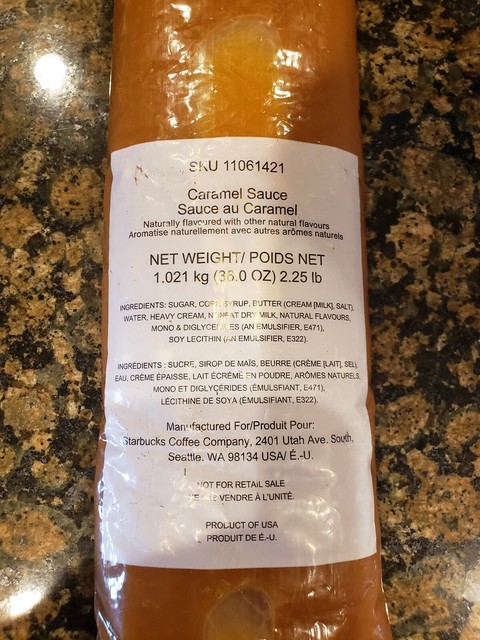 SKU 11061421
Caramel Sauce
Sauce au Caramel
Naturally flavoured with other natural flavours
Aromatise naturellement avec autres arômes naturels
NET WEIGHT/ POIDS NET
1.021 kg (36.0 OZ) 2.25 lb
INGREDIENTS: SUGAR, CORN SYRUP, BUTTER (CREAM [MILK], SALT),
WATER, HEAVY CREAM, NONFAT DRY MILK, NATURAL FLAVOURS,
MONO & DIGLYCERIDES (AN EMULSIFIER, E471),
SOY LECITHIN (AN EMULSIFIER, E322).
INGRÉDIENTS : SUCRE, SIROP DE MAÏS, BEURRE (CRÈME [LAIT], SEL),
EAU, CRÈME ÉPAISSE, LAIT ÉCRÉMÉ EN POUDRE, ARÔMES NATURELS,
MONO ET DIGLYCÉRIDES (ÉMULSIFIANT, E471),
LÉCITHINE DE SOYA (ÉMULSIFIANT, E322).
Manufactured For/Produit Pour:
Starbucks Coffee Company, 2401 Utah Ave. South,
Seattle. WA 98134 USA/ É.-U.
NOT FOR RETAIL SALE
NE PAS VENDRE À L'UNITÉ.
PRODUCT OF USA
PRODUIT DE É.-U.